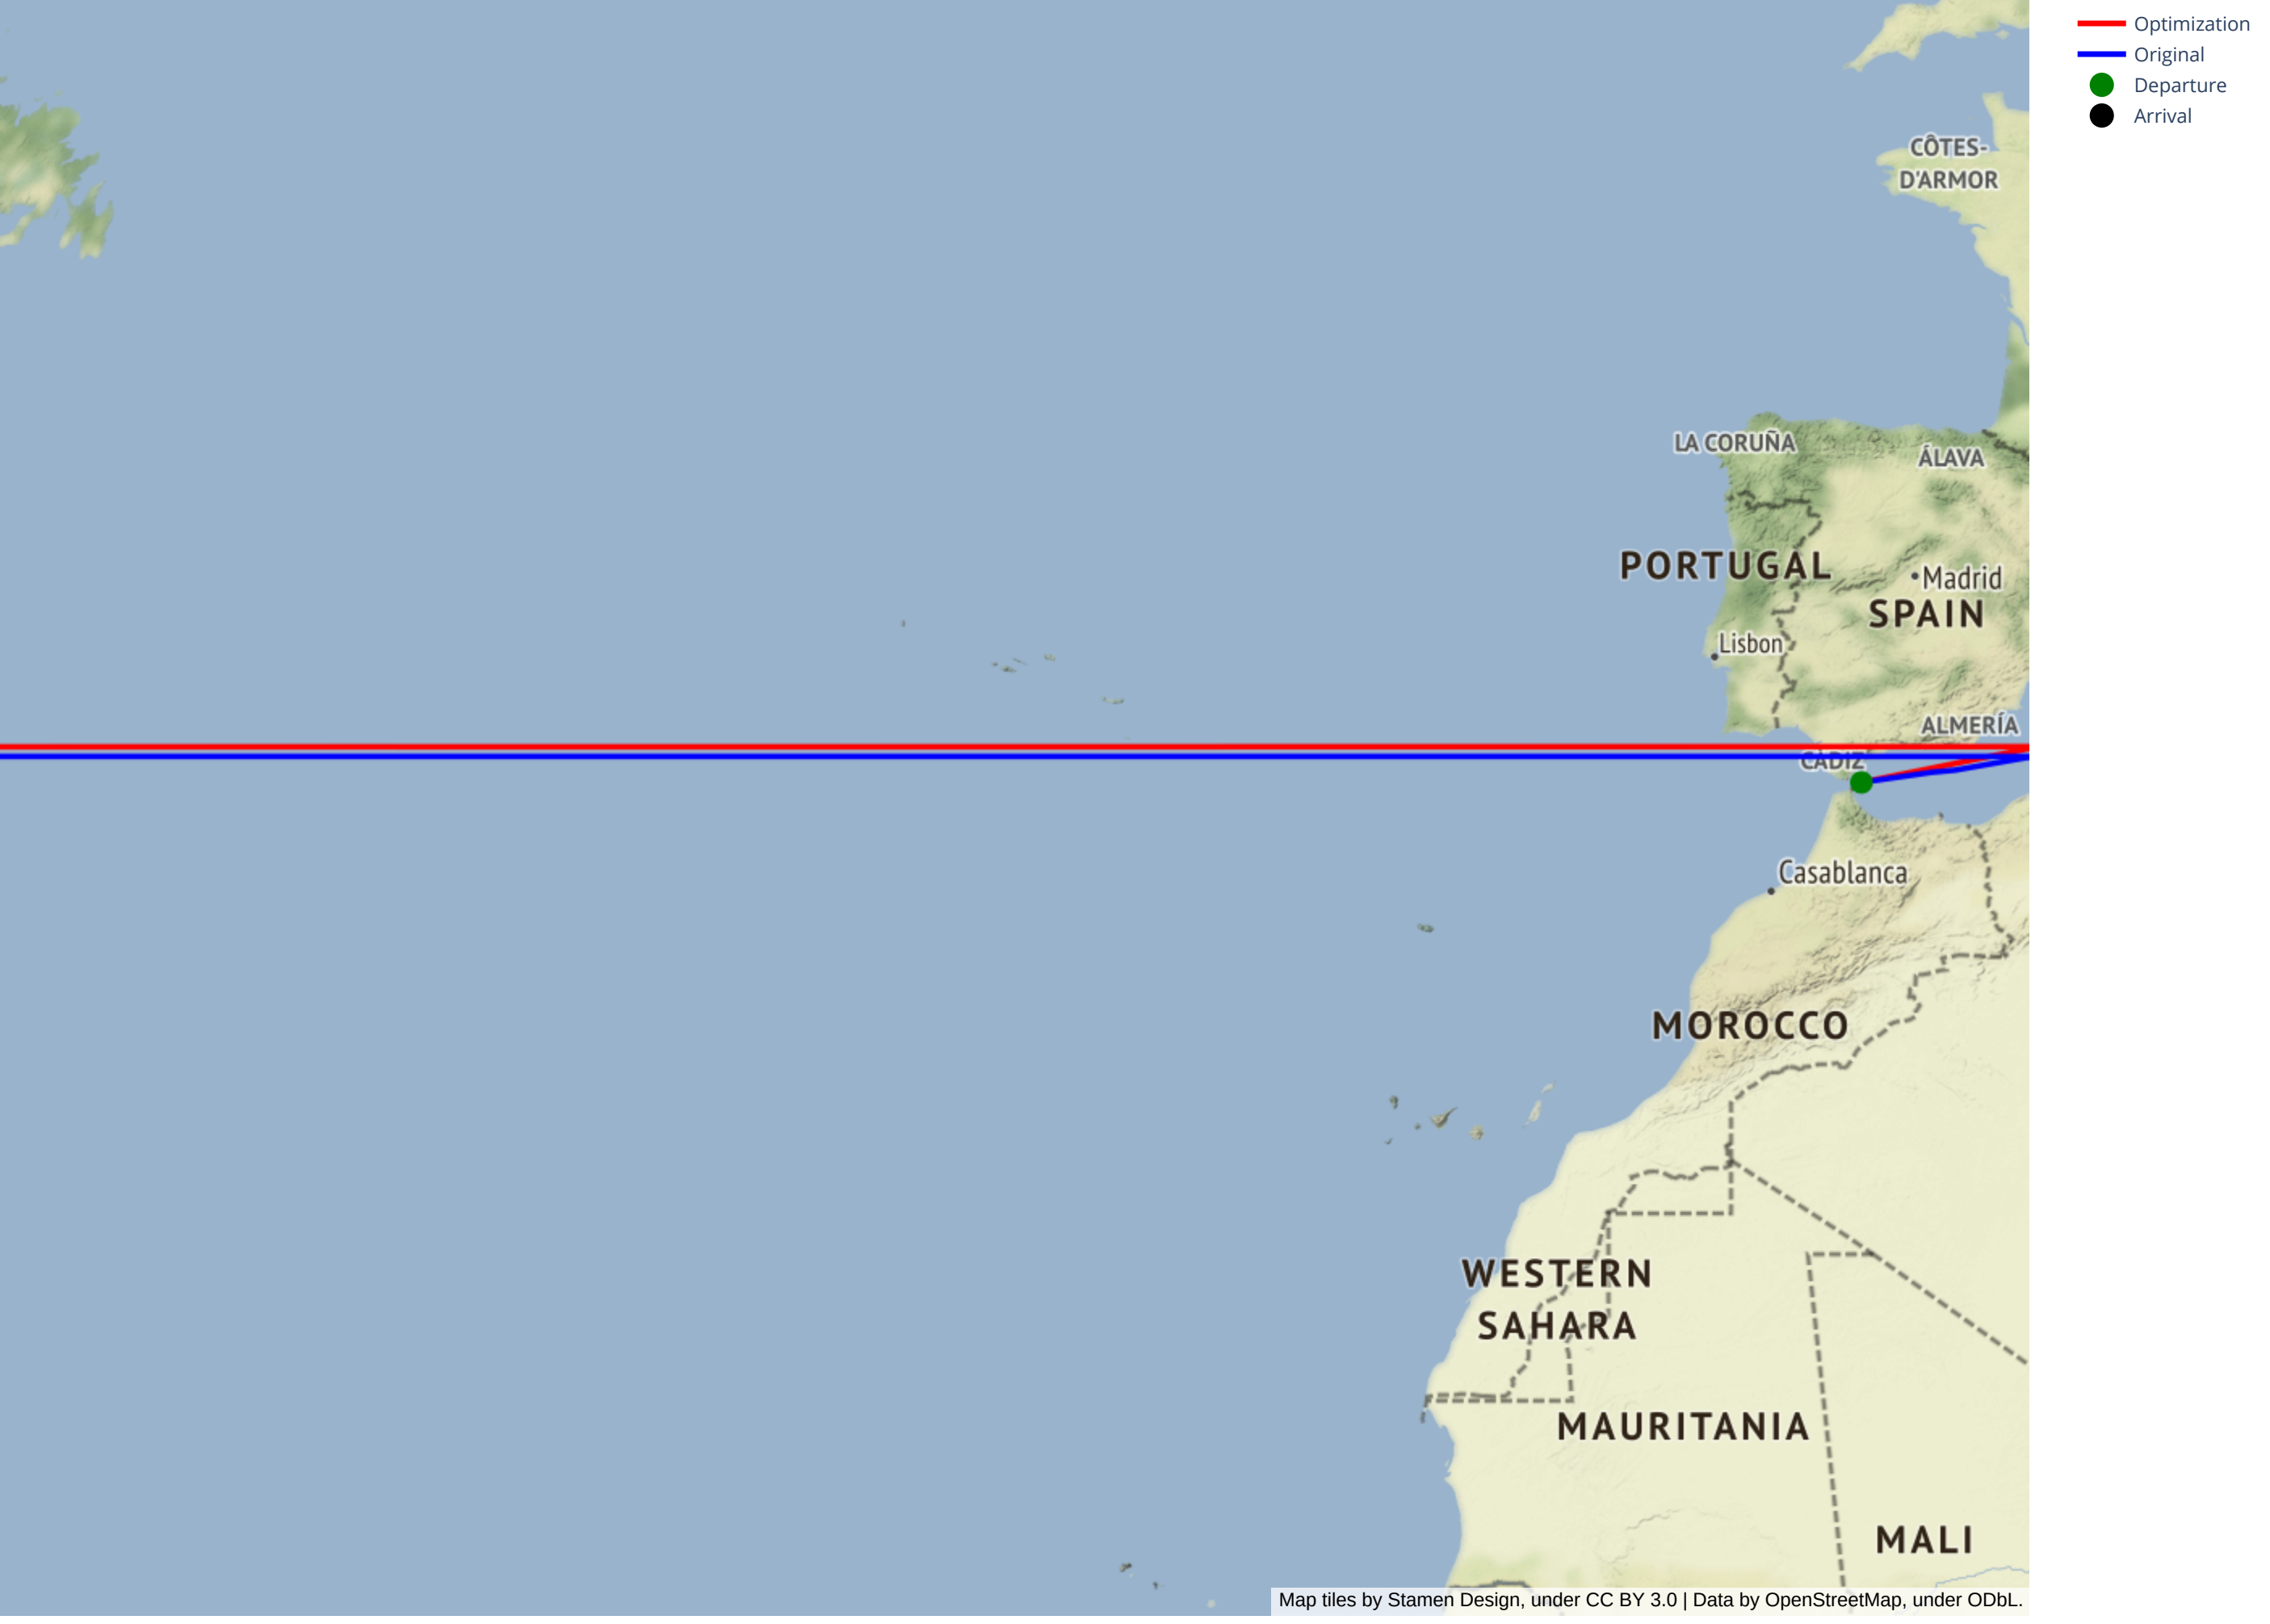 Optimization
Original
Departure
Arrival
CÔTES-
D'ARMOR
LA CORUÑA
ÁLAVA
PORTUGAL
Madrid
SPAIN
Lisbon
ALMERÍA
CÁDIZ
Casablanca
MOROCCO
WESTERN
SAHARA
MAURITANIA
MALI
Map tiles by Stamen Design, under CC BY 3.0 | Data by OpenStreetMap, under ODbL.